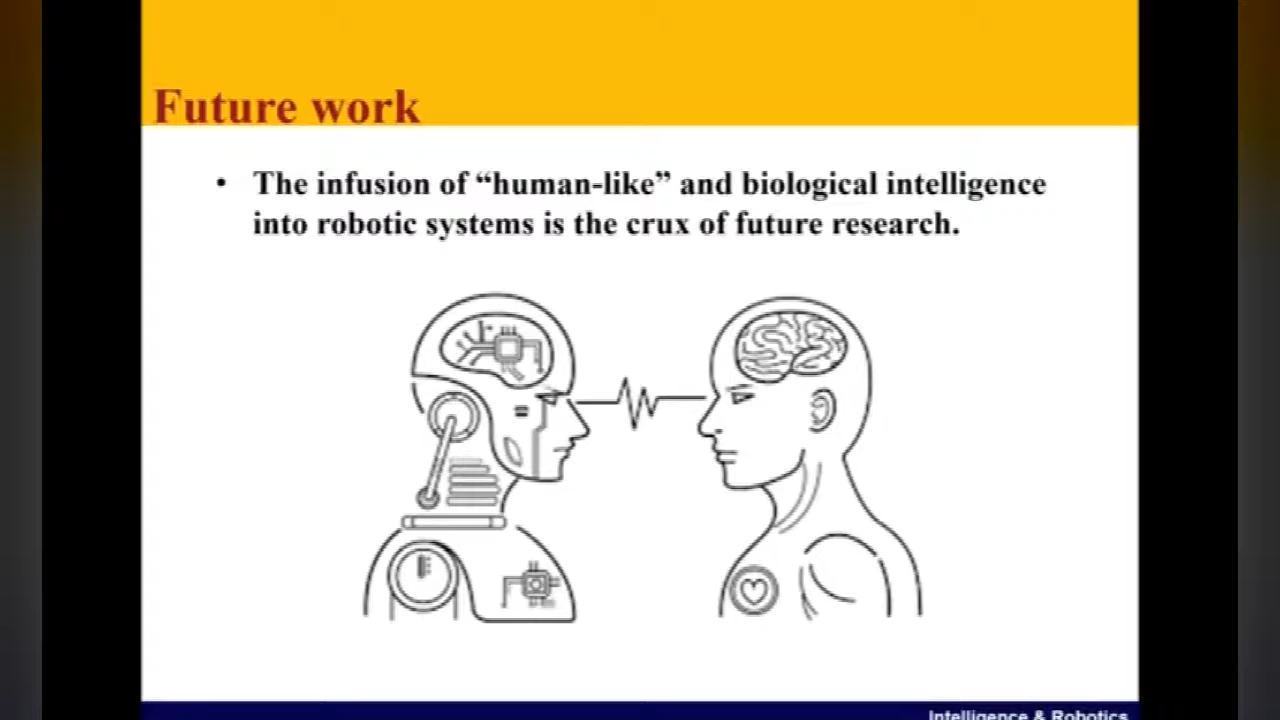 Future work
• The infusion of “human-like” and biological intelligence
into robotic systems is the crux of future research.
Intelligence & Robotics